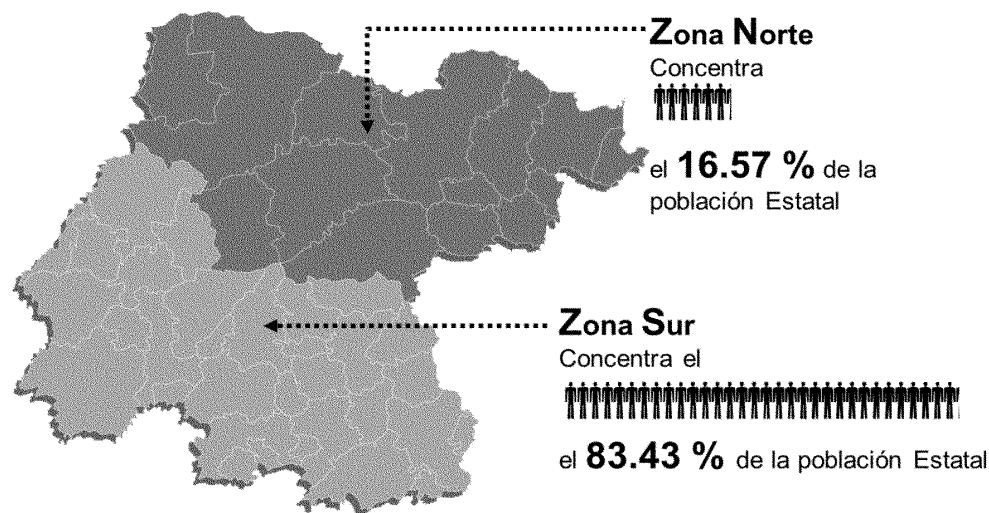 Zona Norte
Concentra
el 16.57 % de la
población Estatal
Zona Sur
Concentra el
el 83.43 % de la población Estatal